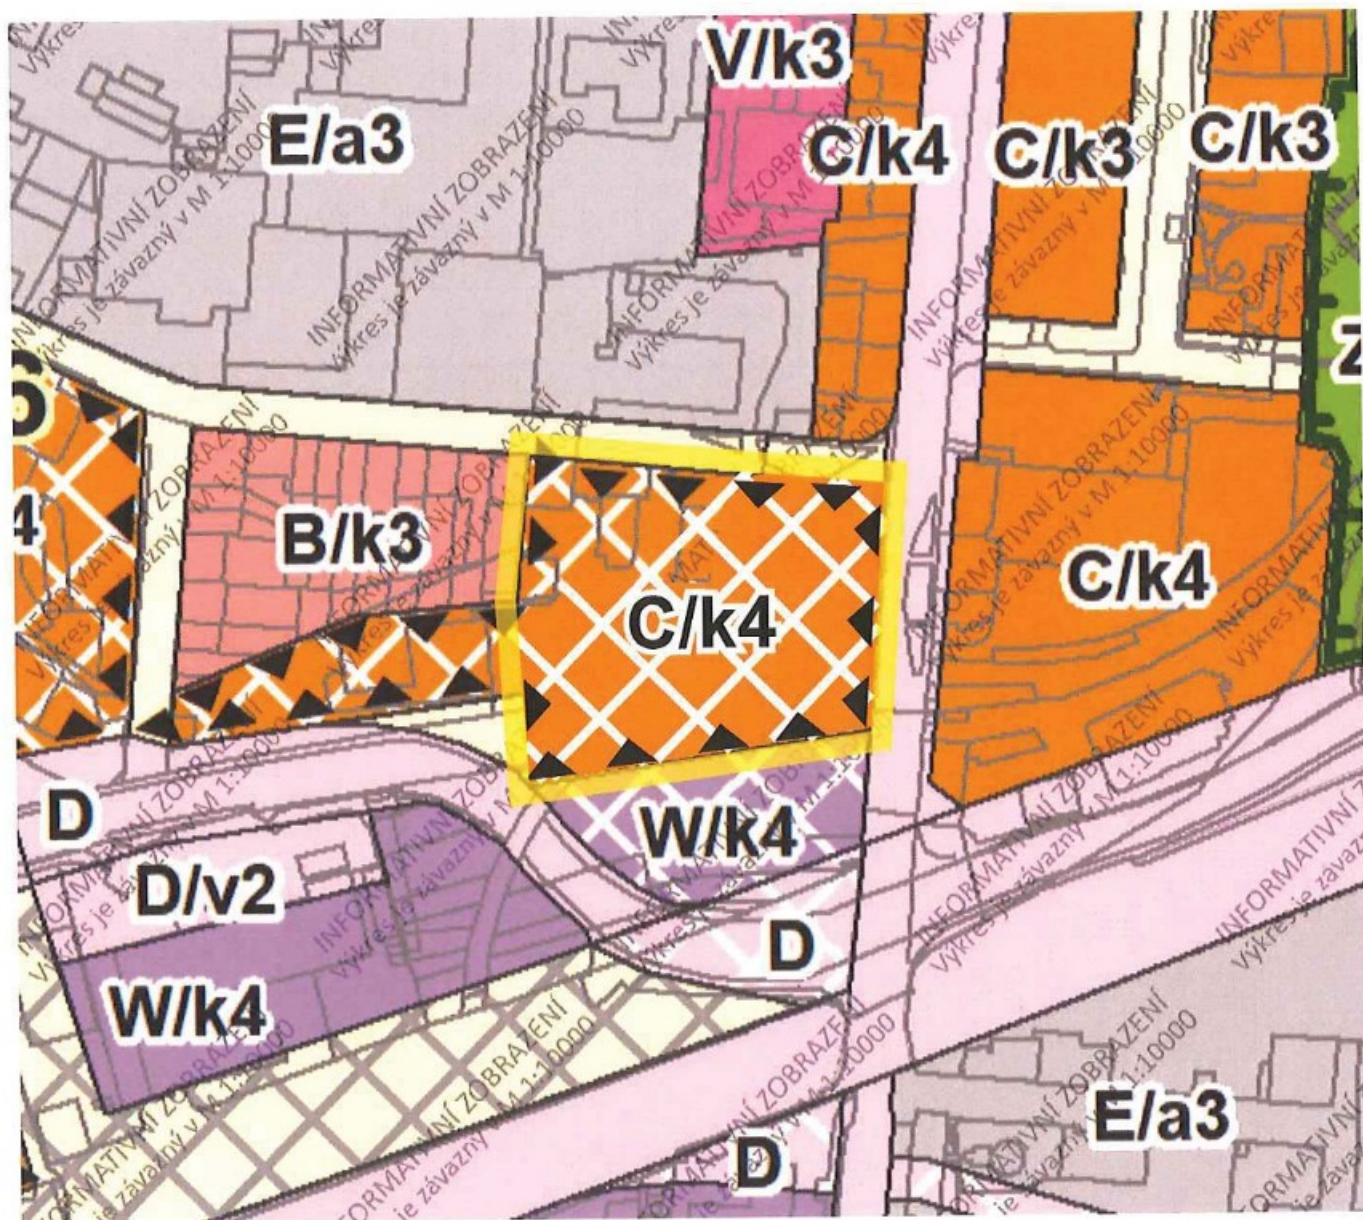 V/k3
E/a3
C/k4
C/k3
C/k3
INFORMATIVNÍ ZOBRAZENÍ
Výkres je závazný v M 1:10000
Z
4
B/k3
C/k4
C/k4
D
W/k4
D/v2
D
W/k4
E/a3
D